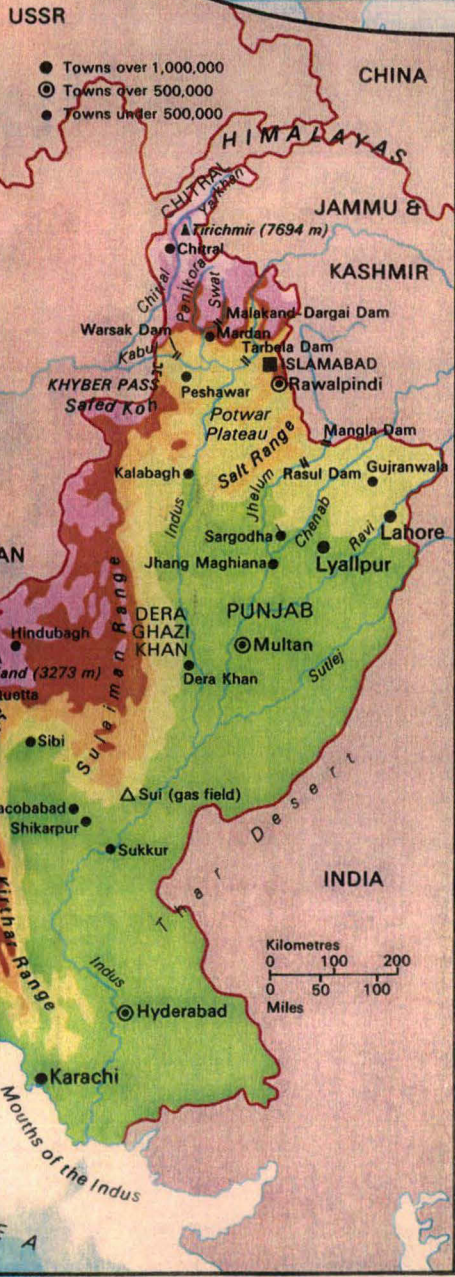 USSR
Towns over 1,000,000
Towns over 500,000
Towns under 500,000
CHINA
HIMALAYAS
CHITRAL
Yarkhan
JAMMU &
KASHMIR
Tirichmir (7694 m)
Chitral
Chitral
Panjkora
Swat
Malakand-Dargai Dam
Warsak Dam
Mardan
Kabul
Tarbela Dam
ISLAMABAD
KHYBER PASS
Rawalpindi
Peshawar
Safed Koh
Potwar
Plateau
Mangla Dam
Salt Range
Kalabagh
Rasul Dam
Gujranwala
Jhelum
Indus
Chenab
Ravi
Lahore
Sargodha
Lyallpur
Jhang Maghiana
AN
DERA
GHAZI
KHAN
PUNJAB
Hindubagh
Multan
Sulaiman Range
and (3273 m)
Dera Khan
Sutlej
uetta
Sibi
Sui (gas field)
acobabad
Shikarpur
Thar Desert
Sukkur
INDIA
Kirthar Range
Kilometres
0 100 200
0 50 100
Miles
Indus
Hyderabad
Karachi
Mouths of the Indus
E A